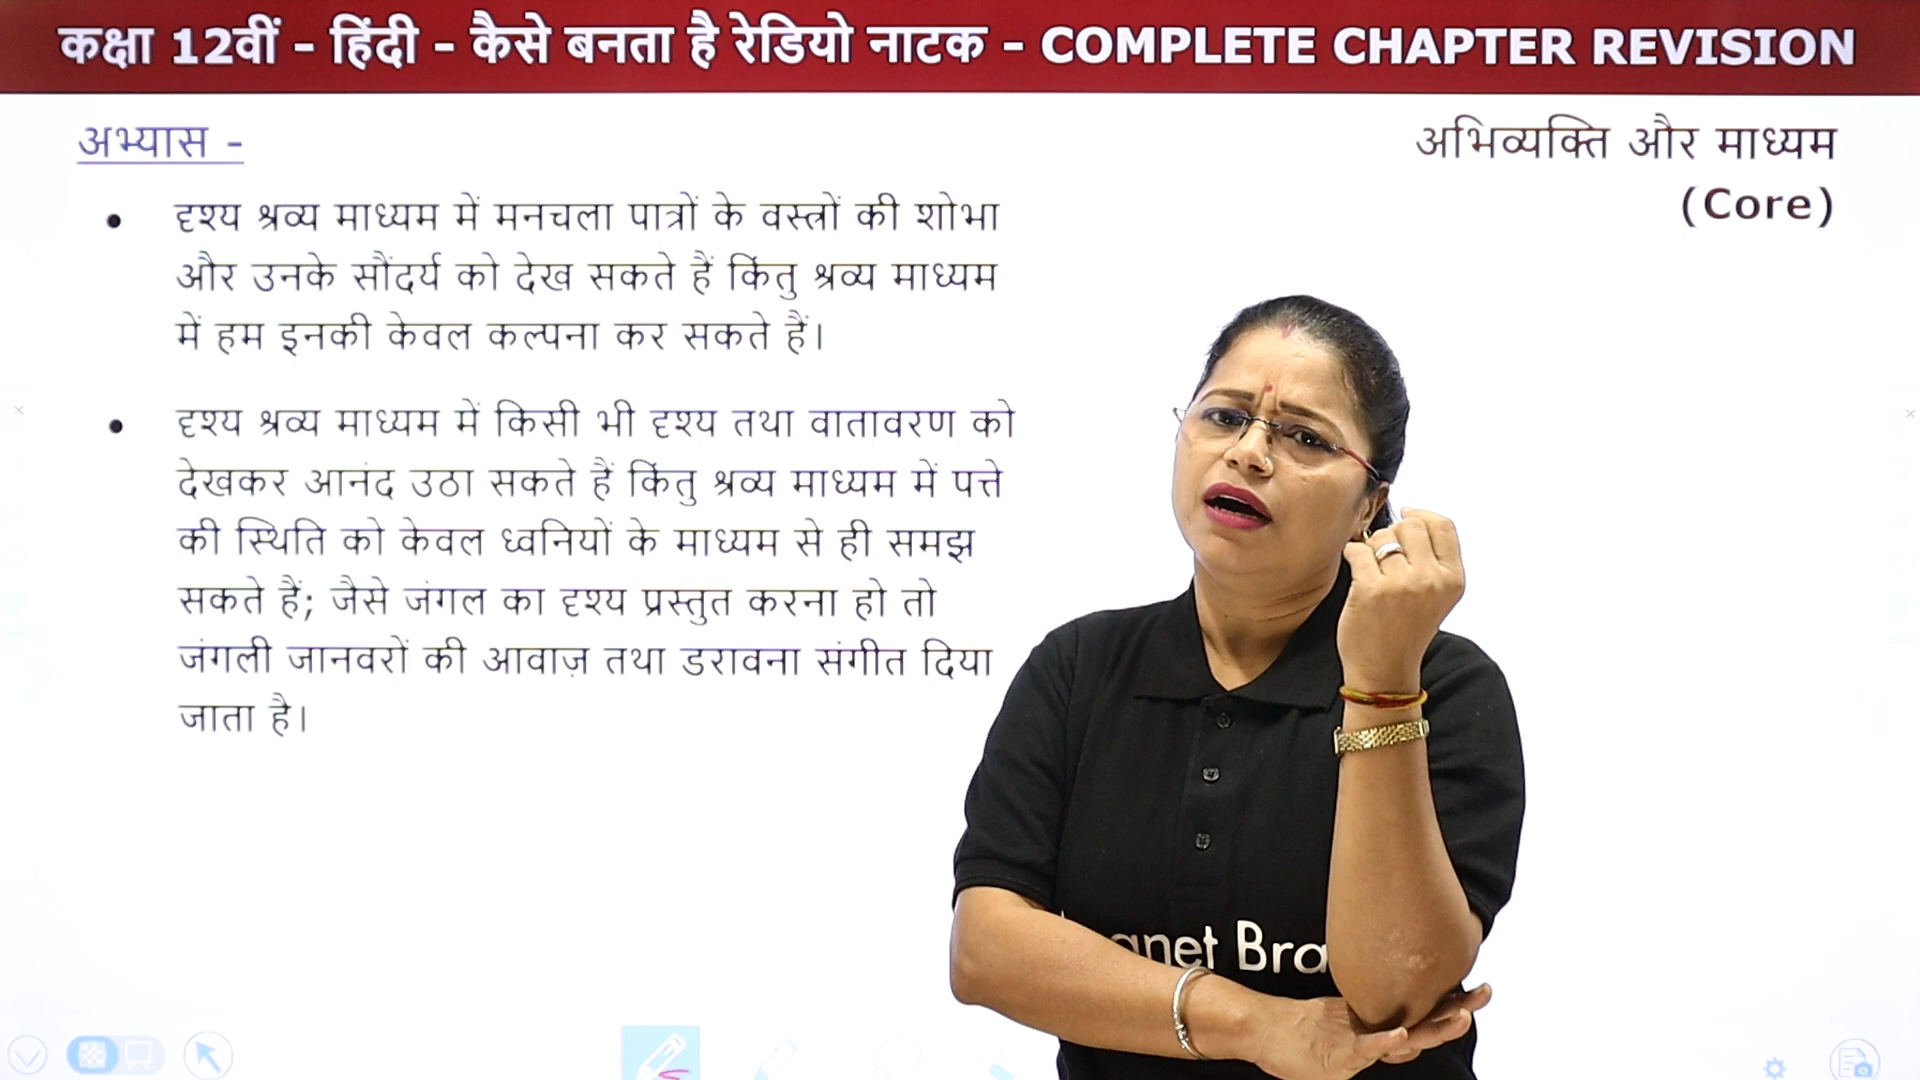 कक्षा 12वीं - हिंदी - कैसे बनता है रेडियो नाटक - COMPLETE CHAPTER REVISION
अभ्यास -
अभिव्यक्ति और माध्यम
(Core)
• दृश्य श्रव्य माध्यम में मनचला पात्रों के वस्त्रों की शोभा
और उनके सौंदर्य को देख सकते हैं किंतु श्रव्य माध्यम
में हम इनकी केवल कल्पना कर सकते हैं।
• दृश्य श्रव्य माध्यम में किसी भी दृश्य तथा वातावरण को
देखकर आनंद उठा सकते हैं किंतु श्रव्य माध्यम में पत्ते
की स्थिति को केवल ध्वनियों के माध्यम से ही समझ
सकते हैं; जैसे जंगल का दृश्य प्रस्तुत करना हो तो
जंगली जानवरों की आवाज़ तथा डरावना संगीत दिया
जाता है।
anet Bra